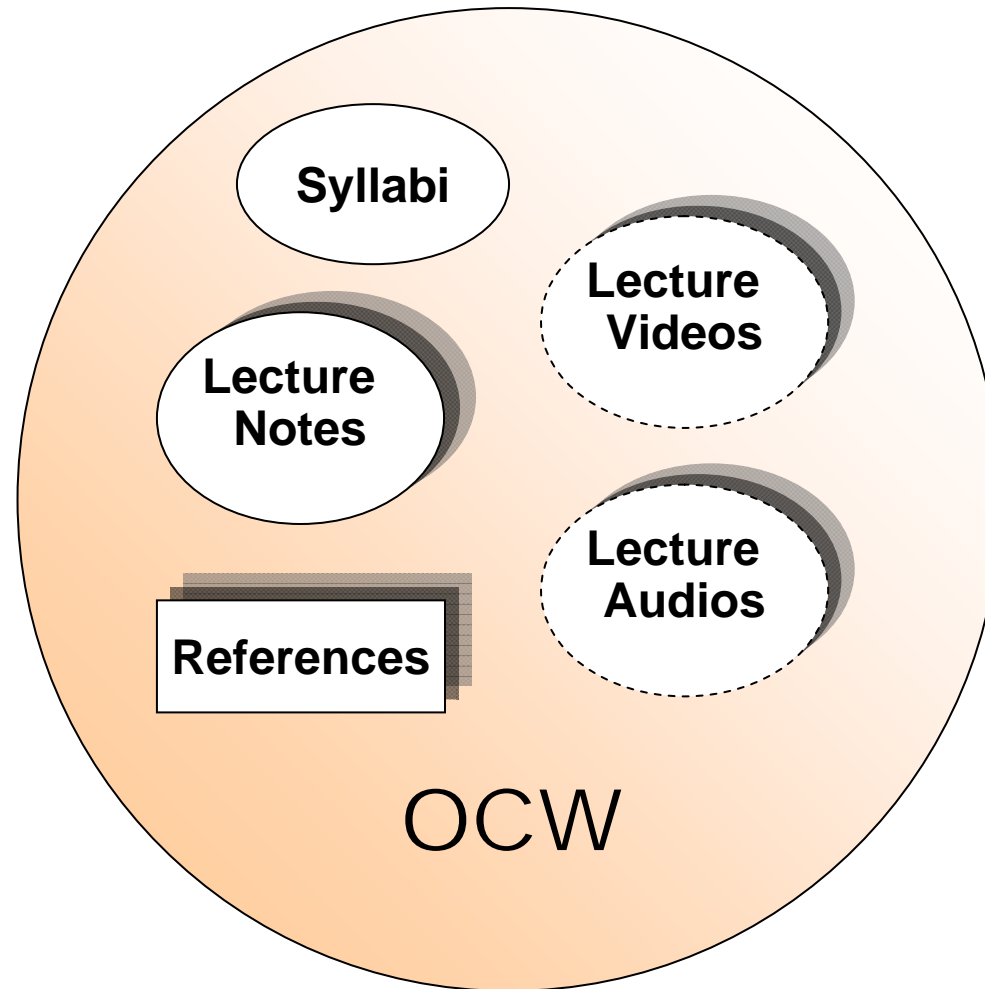 Syllabi
Lecture
Videos
Lecture
Notes
Lecture
Audios
References
OCW